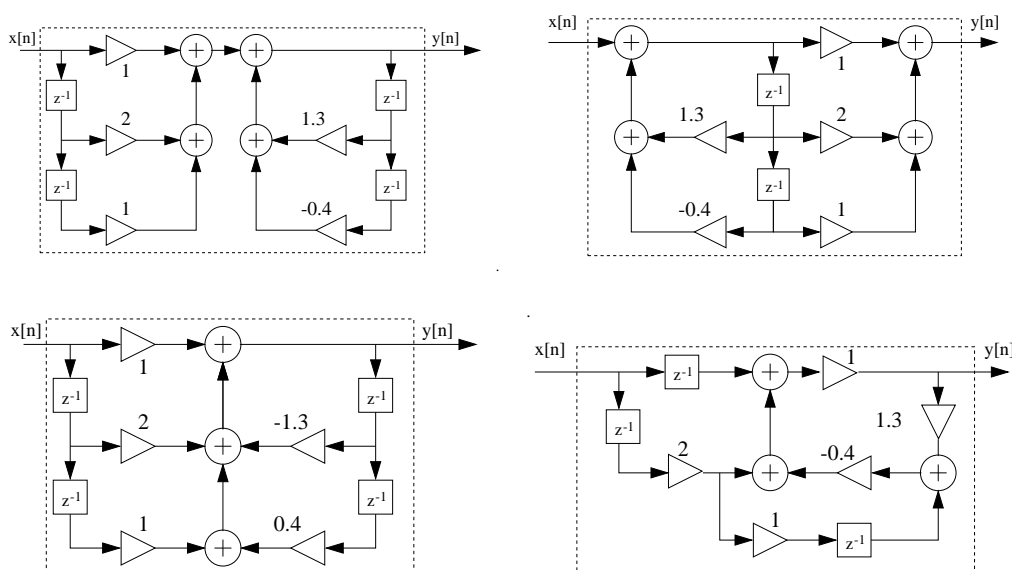 x[n] y[n]
1
z-1 z-1
2 1.3
z-1 z-1
1 -0.4
x[n] y[n]
1
z-1
1.3 2
z-1
-0.4 1
x[n] y[n]
1
z-1 z-1
2 -1.3
z-1 z-1
1 0.4
x[n] 1 y[n]
z-1
1.3
z-1
2 -0.4
1
z-1